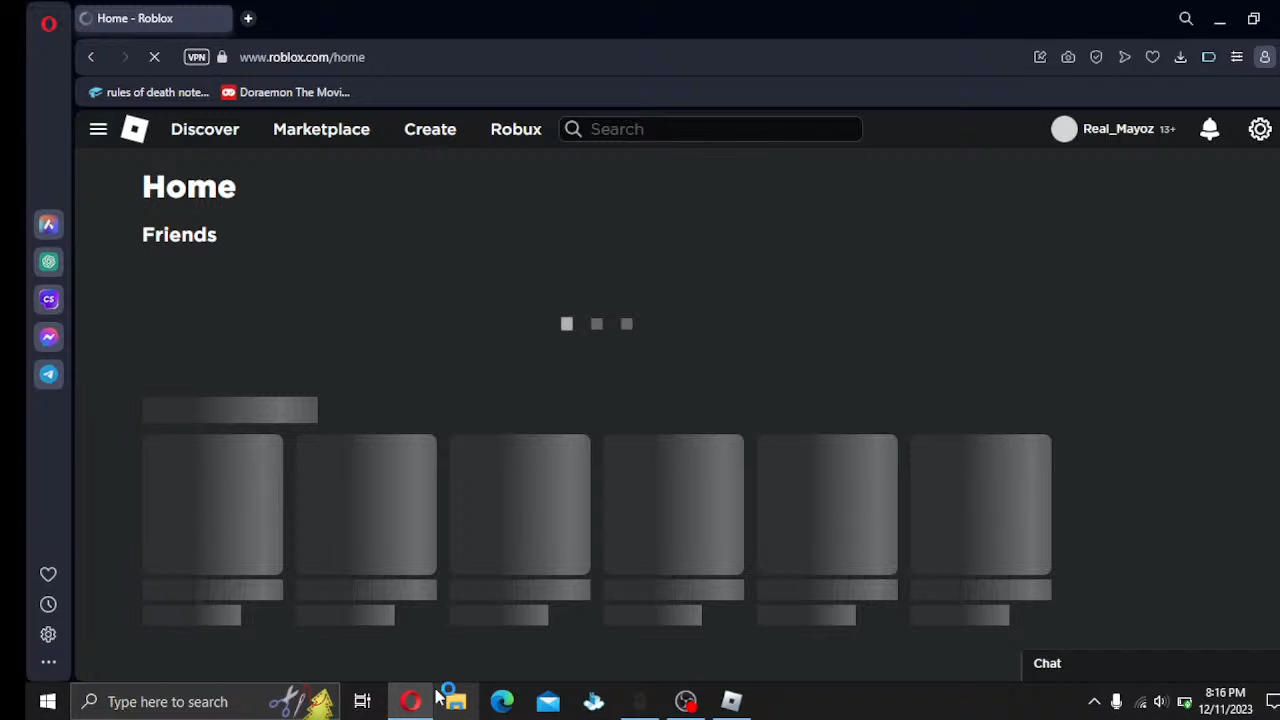 Home - Roblox
VPN
www.roblox.com/home
rules of death note...
Doraemon The Movi...
Discover
Marketplace
Create
Robux
Search
Real_Mayoz 13+
Home
Friends
CS
Chat
Type here to search
8:16 PM
12/11/2023